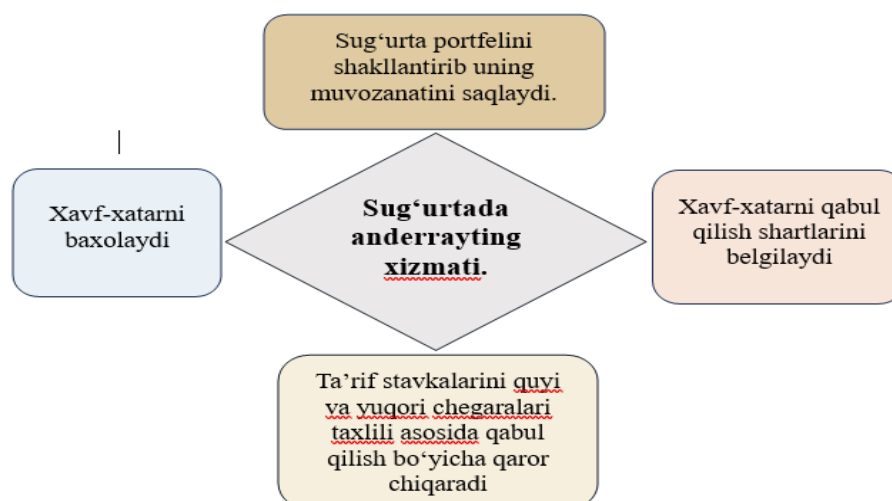 Sug‘urta portfelini
shakllantirib uning
muvozanatini saqlaydi.
Xavf-xatarni
baxolaydi
Sug‘urtada
anderrayting
xizmati.
Xavf-xatarni qabul
qilish shartlarini
belgilaydi
Ta’rif stavkalarini quyi
va yuqori chegaralari
taxlili asosida qabul
qilish bo‘yicha qaror
chiqaradi